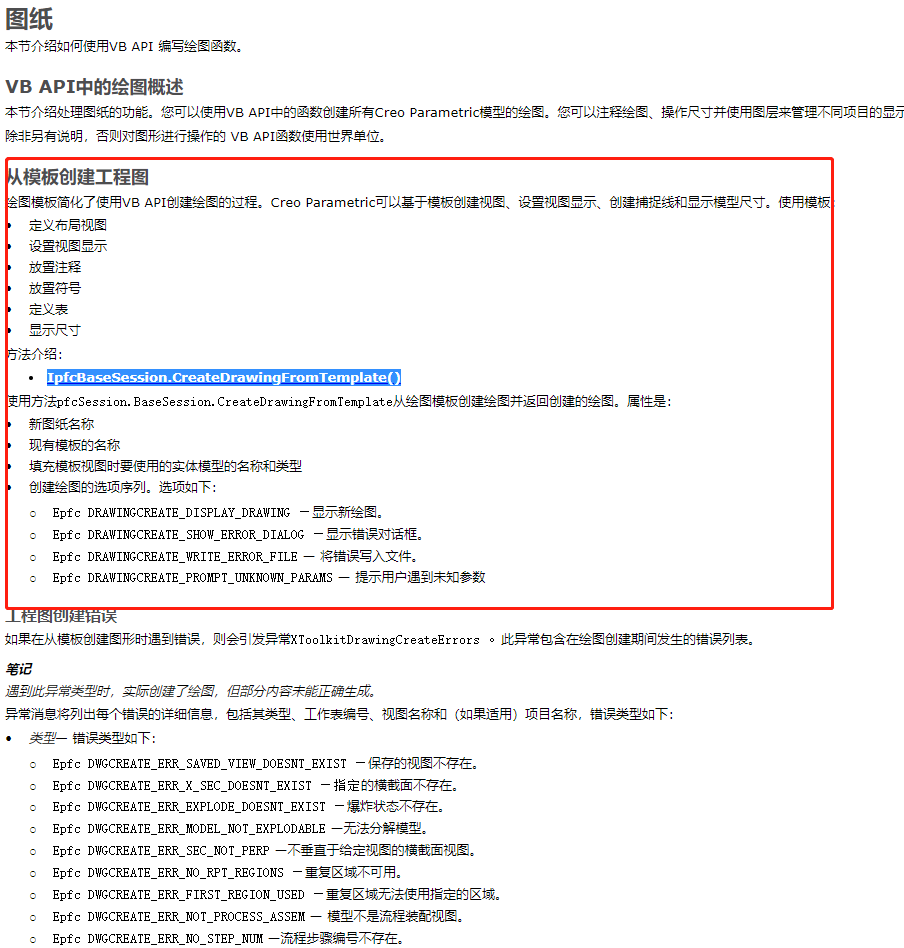 图纸
本节介绍如何使用VB API 编写绘图函数。
VB API中的绘图概述
本节介绍处理图纸的功能。您可以使用VB API中的函数创建所有Creo Parametric模型的绘图。您可以注释绘图、操作尺寸并使用图层来管理不同项目的显示
除非另有说明，否则对图形进行操作的 VB API函数使用世界单位。
从模板创建工程图
绘图模板简化了使用VB API创建绘图的过程。Creo Parametric可以基于模板创建视图、设置视图显示、创建捕捉线和显示模型尺寸。使用模板:
• 定义布局视图
• 设置视图显示
• 放置注释
• 放置符号
• 定义表
• 显示尺寸
方法介绍：
• IpfcBaseSession.CreateDrawingFromTemplate()
使用方法pfcSession.BaseSession.CreateDrawingFromTemplate从绘图模板创建绘图并返回创建的绘图。属性是：
• 新图纸名称
• 现有模板的名称
• 填充模板视图时要使用的实体模型的名称和类型
• 创建绘图的选项序列。选项如下：
○ Epfc DRAWINGCREATE_DISPLAY_DRAWING —显示新绘图。
○ Epfc DRAWINGCREATE_SHOW_ERROR_DIALOG —显示错误对话框。
○ Epfc DRAWINGCREATE_WRITE_ERROR_FILE — 将错误写入文件。
○ Epfc DRAWINGCREATE_PROMPT_UNKNOWN_PARAMS — 提示用户遇到未知参数
工程图创建错误
如果在从模板创建图形时遇到错误，则会引发异常XToolkitDrawingCreateErrors 。此异常包含在绘图创建期间发生的错误列表。
笔记
遇到此异常类型时，实际创建了绘图，但部分内容未能正确生成。
异常消息将列出每个错误的详细信息，包括其类型、工作表编号、视图名称和（如果适用）项目名称，错误类型如下：
• 类型— 错误类型如下：
○ Epfc DWGCREATE_ERR_SAVED_VIEW_DOESNT_EXIST —保存的视图不存在。
○ Epfc DWGCREATE_ERR_X_SEC_DOESNT_EXIST —指定的横截面不存在。
○ Epfc DWGCREATE_ERR_EXPLODE_DOESNT_EXIST —爆炸状态不存在。
○ Epfc DWGCREATE_ERR_MODEL_NOT_EXPLODABLE —无法分解模型。
○ Epfc DWGCREATE_ERR_SEC_NOT_PERP —不垂直于给定视图的横截面视图。
○ Epfc DWGCREATE_ERR_NO_RPT_REGIONS —重复区域不可用。
○ Epfc DWGCREATE_ERR_FIRST_REGION_USED —重复区域无法使用指定的区域。
○ Epfc DWGCREATE_ERR_NOT_PROCESS_ASSEM — 模型不是流程装配视图。
○ Epfc DWGCREATE_ERR_NO_STEP_NUM —流程步骤编号不存在。